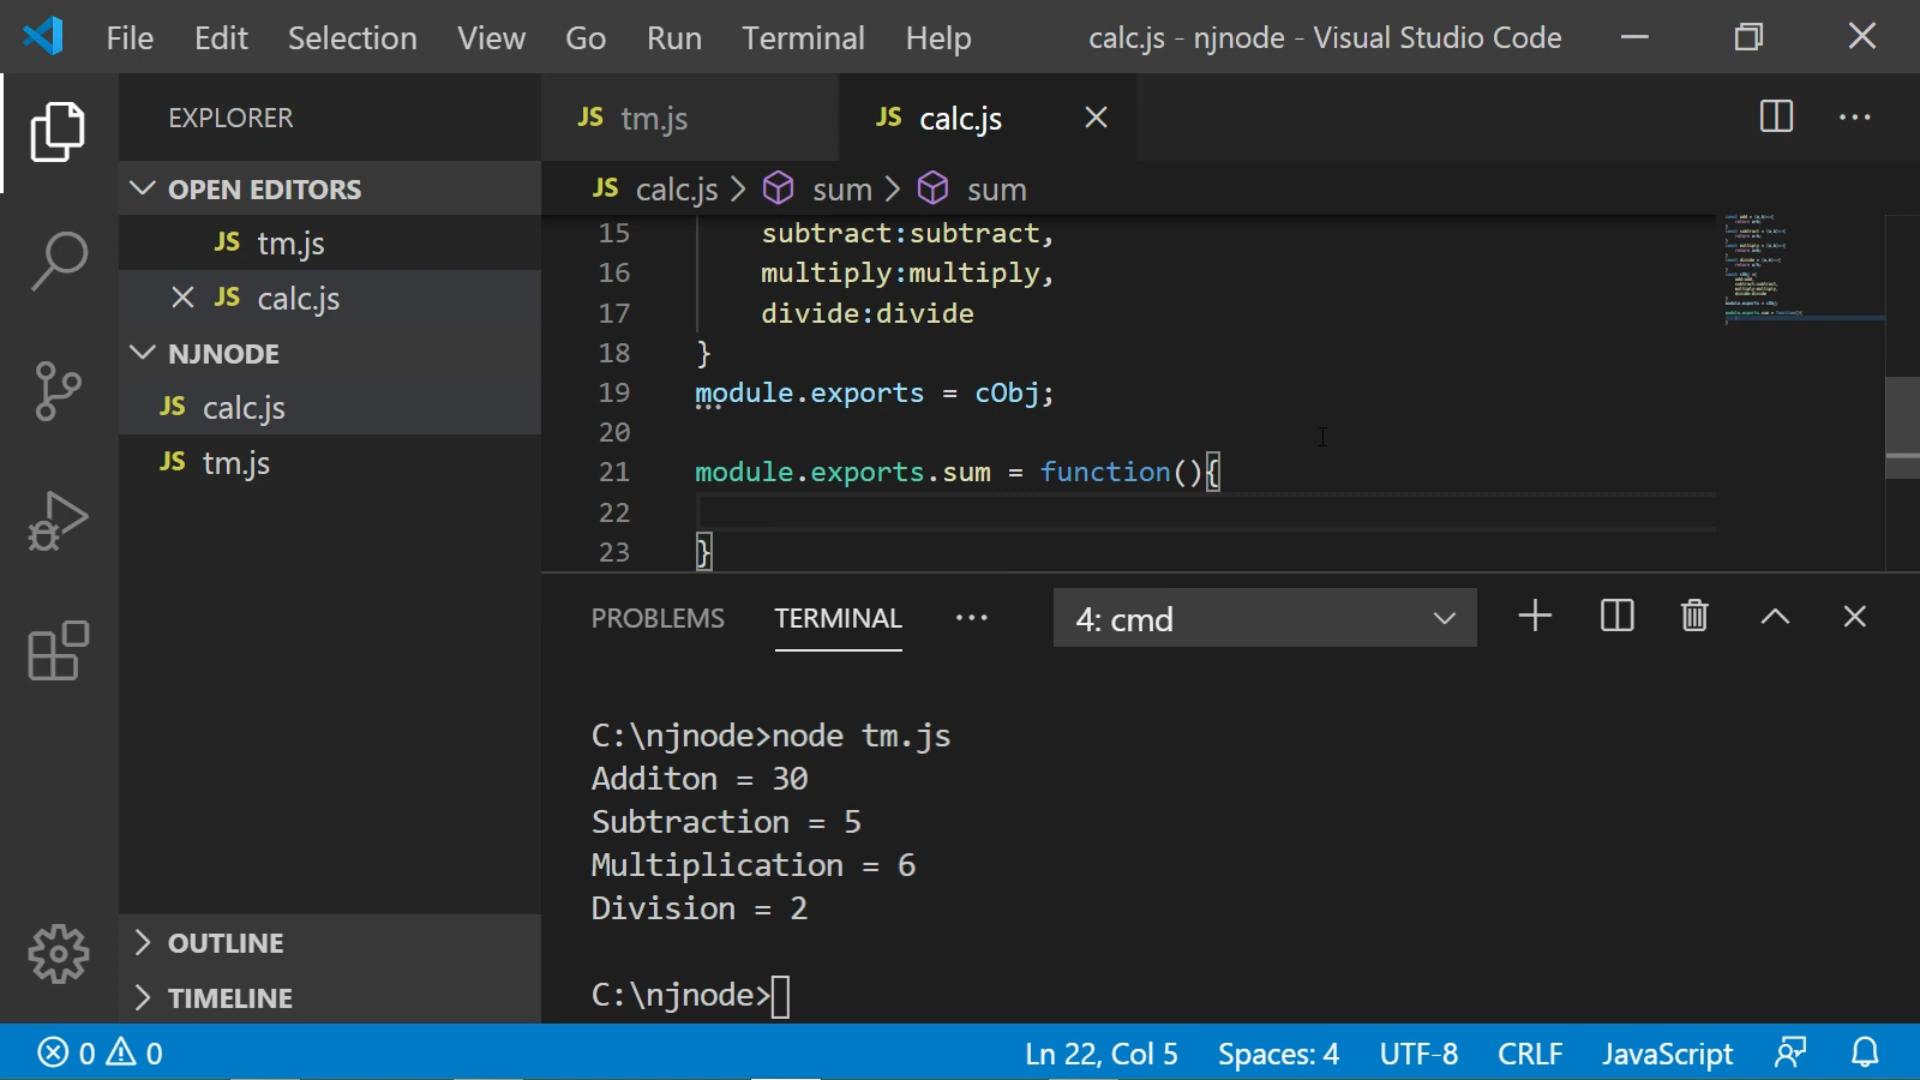 File Edit Selection View Go Run Terminal Help calc.js - njnode - Visual Studio Code
EXPLORER
JS tm.js
JS calc.js
OPEN EDITORS
JS tm.js
JS calc.js
NJNODE
JS calc.js
JS tm.js
OUTLINE
TIMELINE
JS calc.js > sum > sum
15 subtract:subtract,
16 multiply:multiply,
17 divide:divide
18 }
19 module.exports = cObj;
20
21 module.exports.sum = function(){
22
23 }
PROBLEMS TERMINAL ··· 4: cmd
C:\njnode>node tm.js
Additon = 30
Subtraction = 5
Multiplication = 6
Division = 2
C:\njnode>
0 0 Ln 22, Col 5 Spaces: 4 UTF-8 CRLF JavaScript